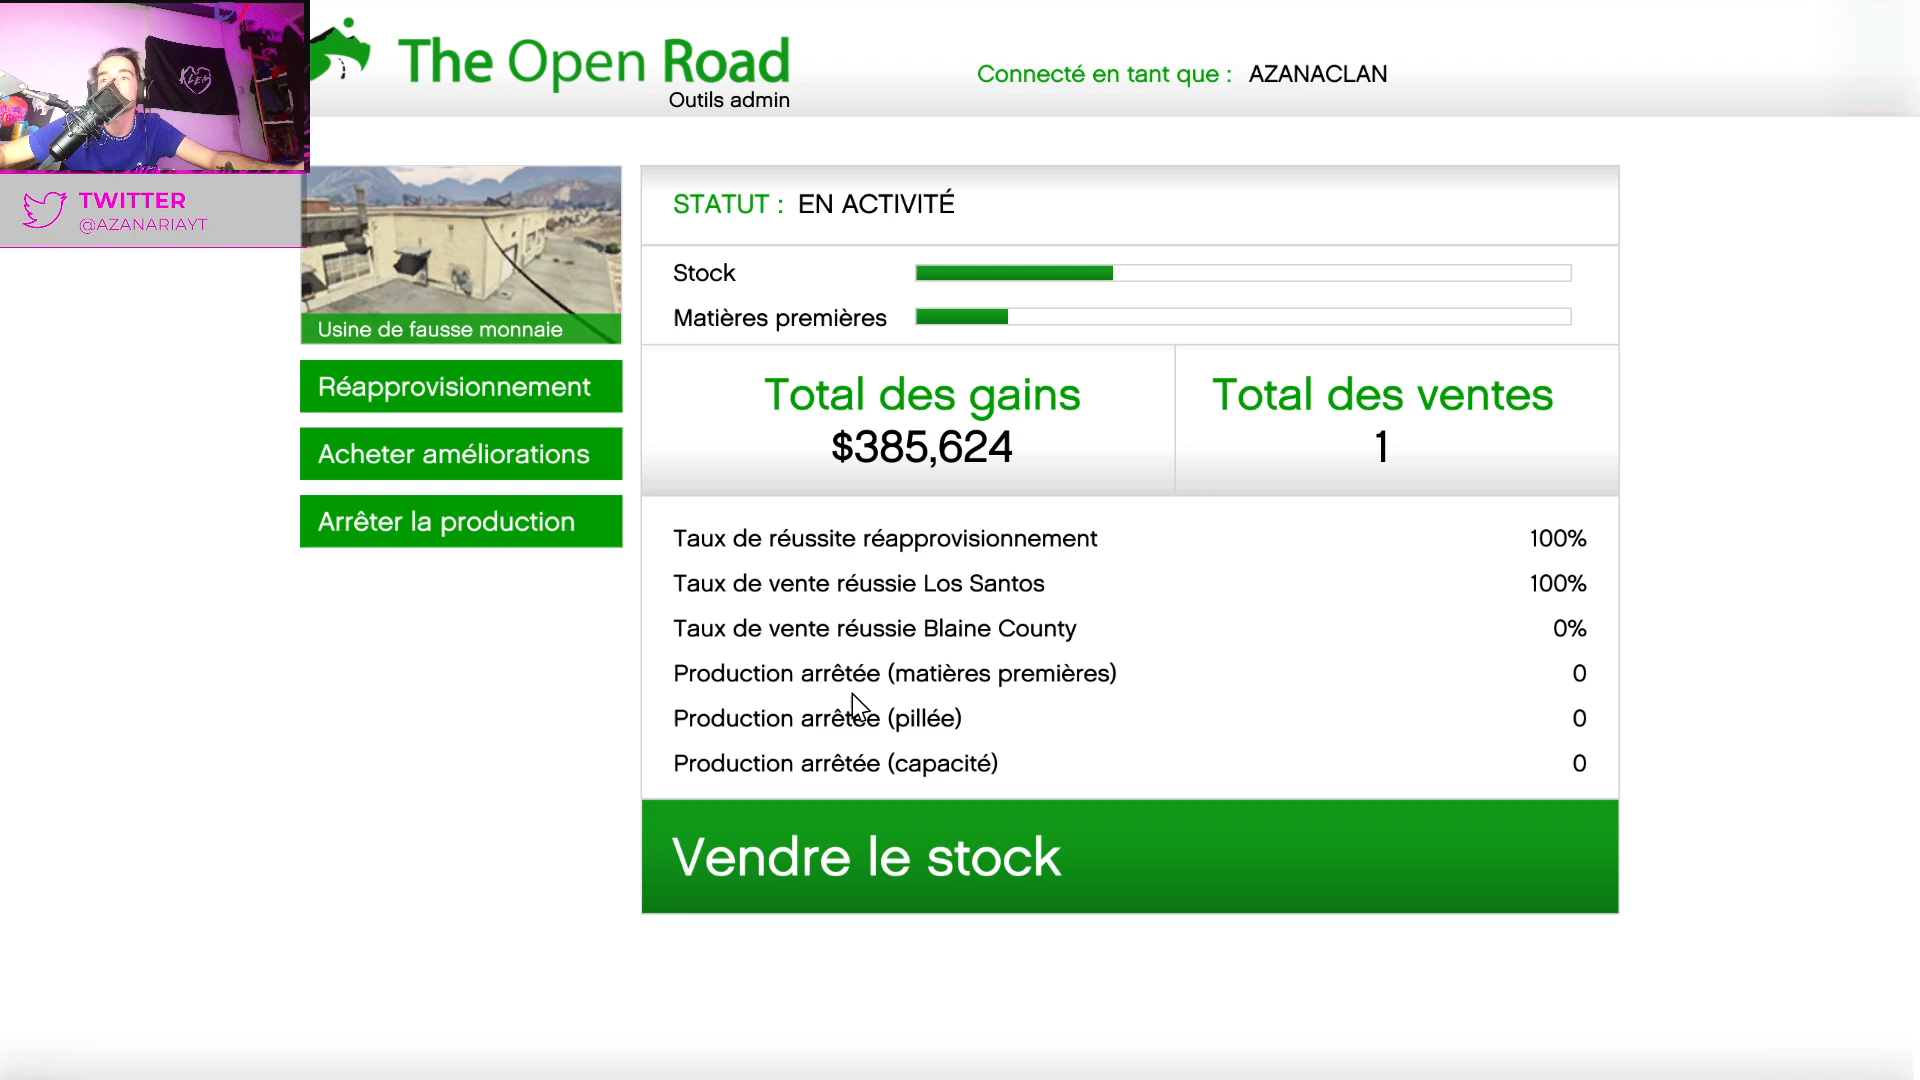 The Open Road
Outils admin
Connecté en tant que : AZANACLAN
TWITTER
@AZANARIAYT
Usine de fausse monnaie
Réapprovisionnement
Acheter améliorations
Arrêter la production
STATUT : EN ACTIVITÉ
Stock
Matières premières
Total des gains
$385,624
Total des ventes
1
Taux de réussite réapprovisionnement 100%
Taux de vente réussie Los Santos 100%
Taux de vente réussie Blaine County 0%
Production arrêtée (matières premières) 0
Production arrêtée (pillée) 0
Production arrêtée (capacité) 0
Vendre le stock